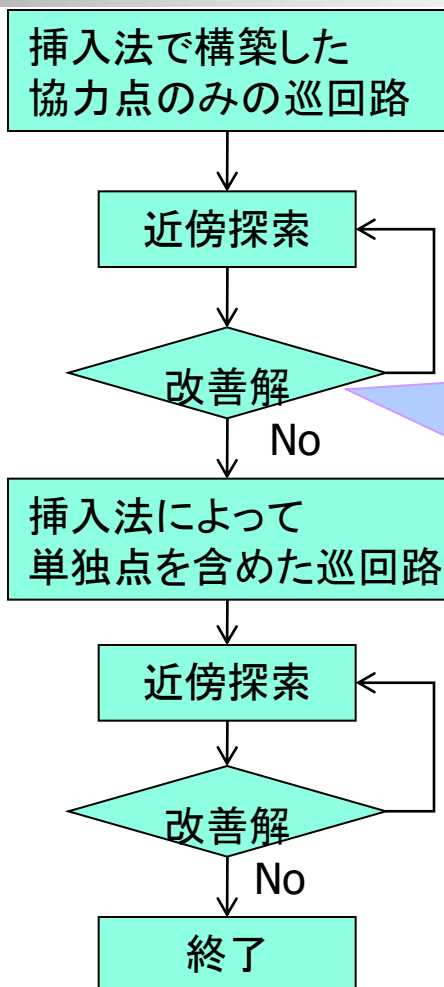 挿入法で構築した
協力点のみの巡回路
近傍探索
改善解
No
挿入法によって
単独点を含めた巡回路
近傍探索
改善解
No
終了